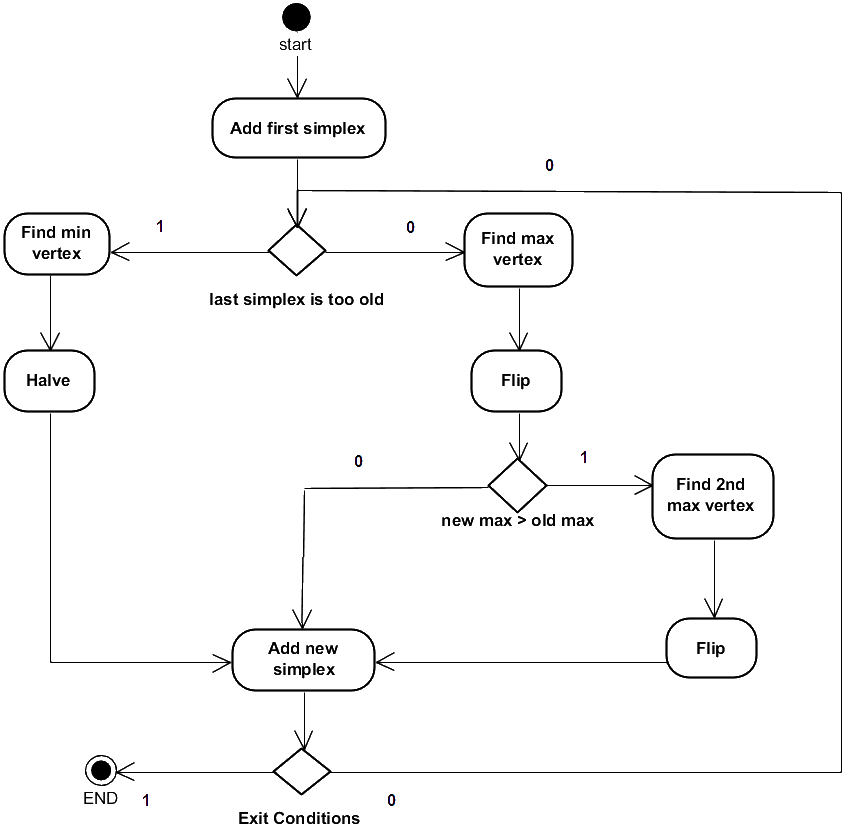 start
Add first simplex
0
Find min
vertex
1
0
Find max
vertex
last simplex is too old
Halve
Flip
0
1
Find 2nd
max vertex
new max > old max
Add new
simplex
Flip
END
1
0
Exit Conditions